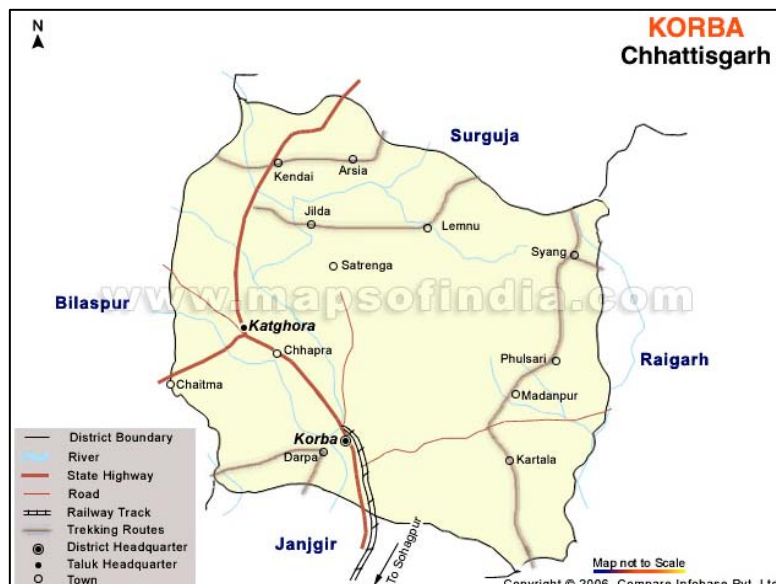 N
KORBA
Chhattisgarh
Surguja
Kendai
Arsia
Jilda
Lemnu
Syang
Satrenga
www.mapsofindia.com
Bilaspur
Katghora
Chhapra
Phulsari
Raigarh
Chaitma
Madanpur
Korba
Darpa
Kartala
Janjgir
To Sohagpur
District Boundary
River
State Highway
Road
Railway Track
Trekking Routes
District Headquarter
Taluk Headquarter
Town
Map not to Scale
Copyright © 2006 Compare Infobase Pvt. Ltd